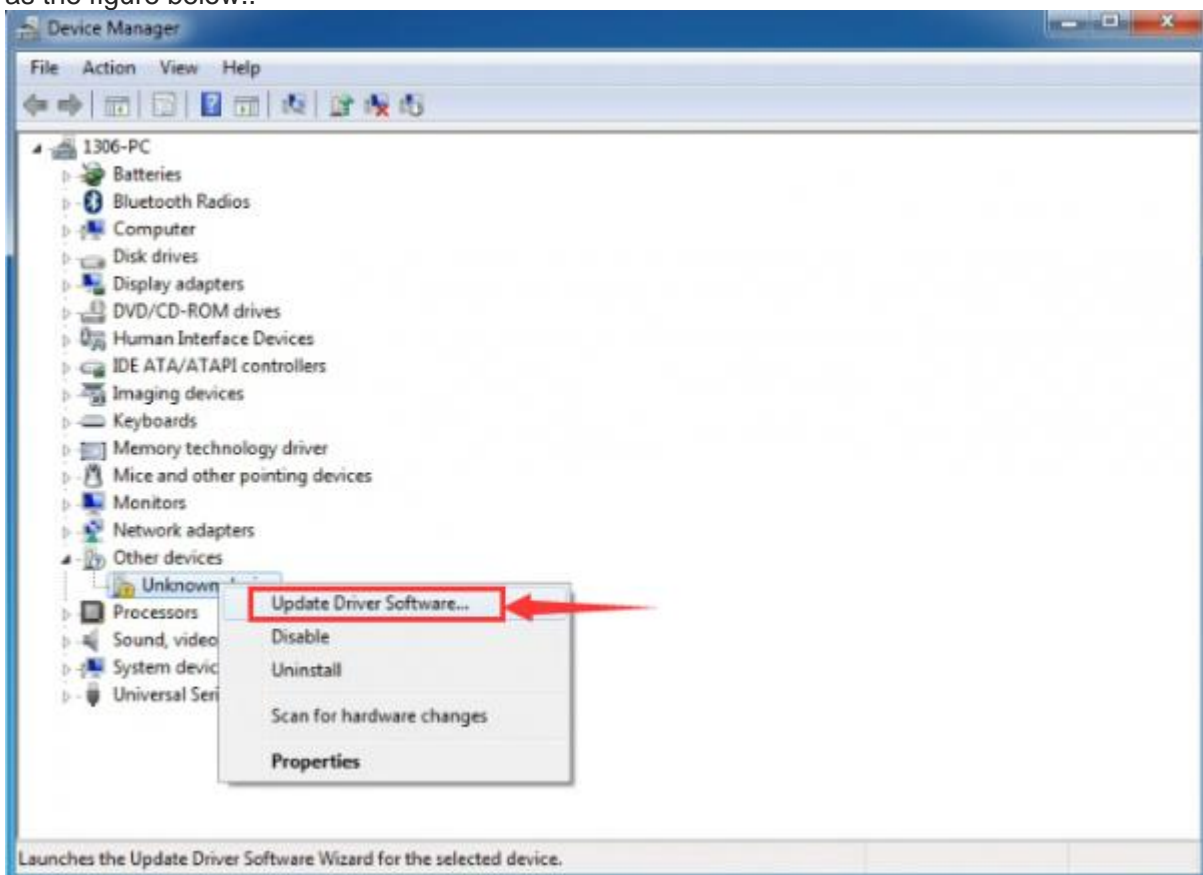 as the figure below..
Device Manager
File Action View Help
1306-PC
Batteries
Bluetooth Radios
Computer
Disk drives
Display adapters
DVD/CD-ROM drives
Human Interface Devices
IDE ATA/ATAPI controllers
Imaging devices
Keyboards
Memory technology driver
Mice and other pointing devices
Monitors
Network adapters
Other devices
Unknown
Update Driver Software...
Processors
Disable
Sound, video
Uninstall
System devic
Universal Seri
Scan for hardware changes
Properties
Launches the Update Driver Software Wizard for the selected device.